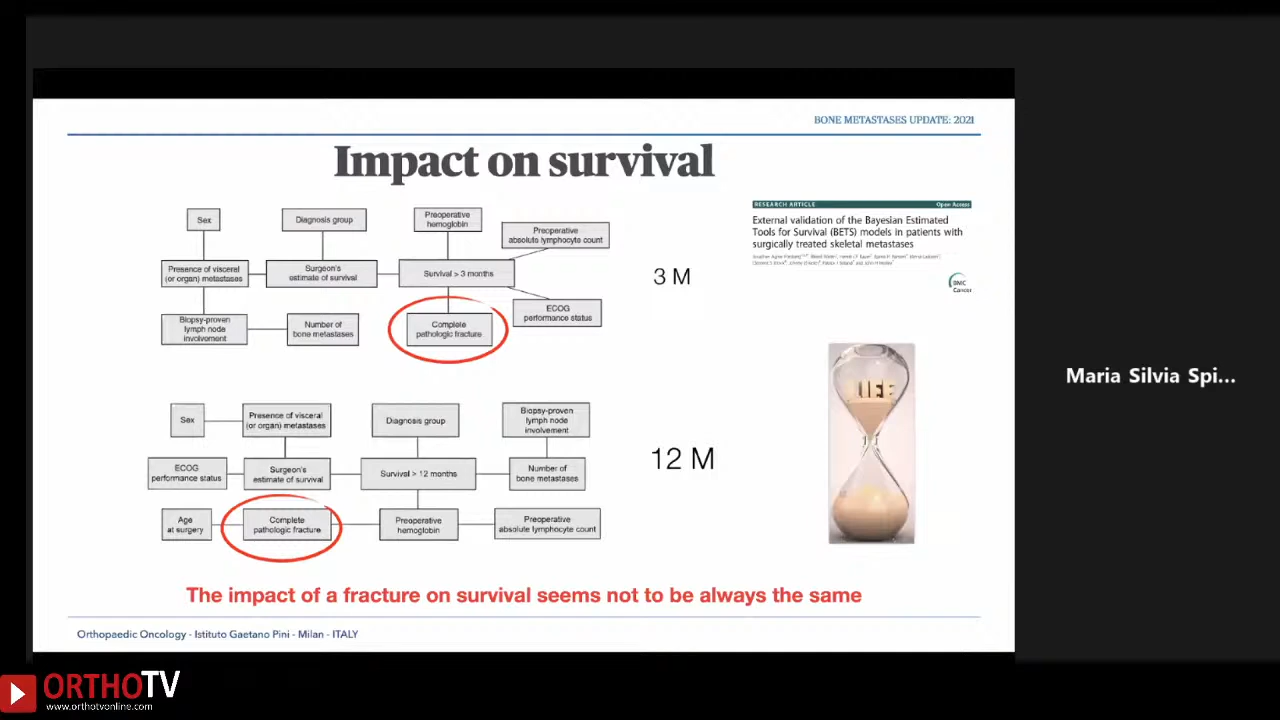 BONE METASTASES UPDATE: 2021
Impact on survival
Sex
Diagnosis group
Preoperative
hemoglobin
Preoperative
absolute lymphocyte count
Presence of visceral
(or organ) metastases
Surgeon's
estimate of survival
Survival > 3 months
ECOG
performance status
Biopsy-proven
lymph node
involvement
Number of
bone metastases
Complete
pathologic fracture
3 M
RESEARCH ARTICLE
Open Access
External validation of the Bayesian Estimated
Tools for Survival (BETS) models in patients with
surgically treated skeletal metastases
BMC
Cancer
Sex
Presence of visceral
(or organ) metastases
Diagnosis group
Biopsy-proven
lymph node
involvement
ECOG
performance status
Surgeon's
estimate of survival
Survival > 12 months
Number of
bone metastases
Age
at surgery
Complete
pathologic fracture
Preoperative
hemoglobin
Preoperative
absolute lymphocyte count
12 M
LIFE
The impact of a fracture on survival seems not to be always the same
Orthopaedic Oncology - Istituto Gaetano Pini - Milan - ITALY
Maria Silvia Spi...
ORTHOTV
www.orthotvonline.com